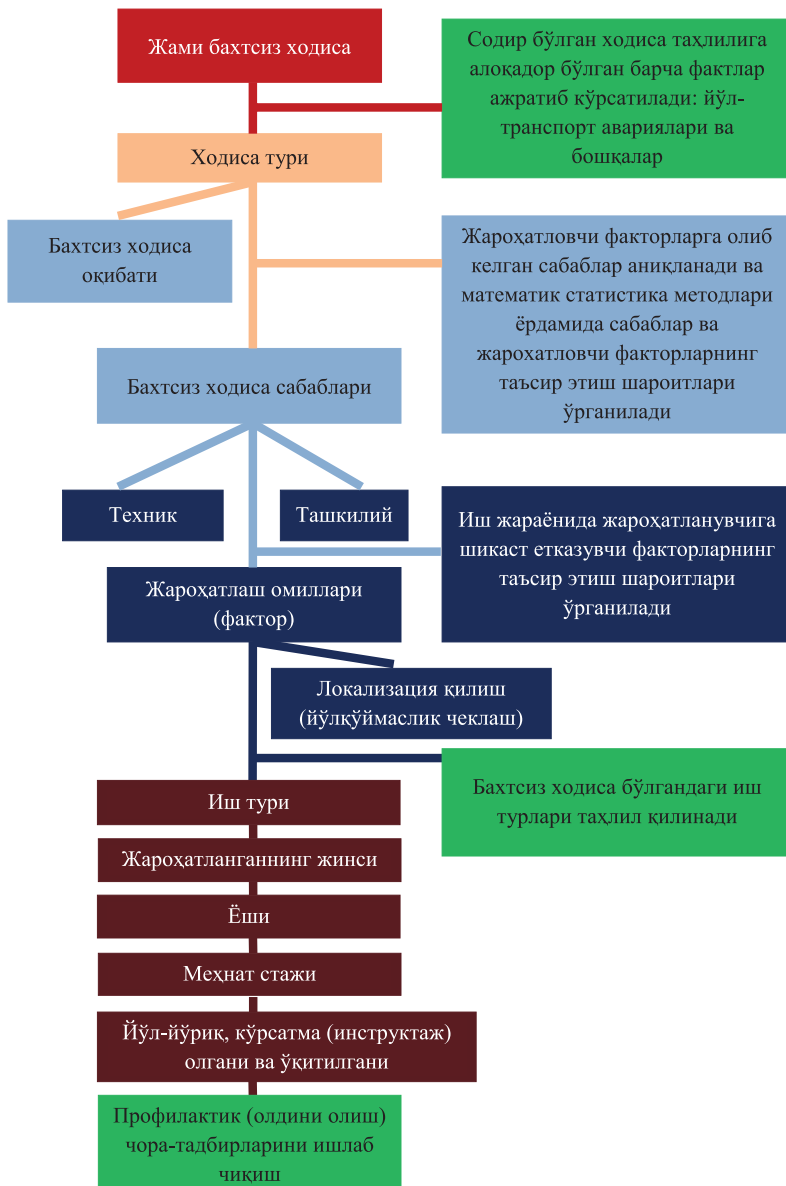 Жами бахтсиз ходиса
Содир бўлган ходиса таҳлилига
алоқадор бўлган барча фактлар
ажратиб кўрсатилади: йўл-
транспорт авариялари ва
бошқалар
Ходиса тури
Бахтсиз ходиса
оқибати
Жароҳатловчи факторларга олиб
келган сабаблар аниқланади ва
математик статистика методлари
ёрдамида сабаблар ва
жарохатловчи факторларнинг
таъсир этиш шароитлари
ўрганилади
Бахтсиз ходиса сабаблари
Техник
Ташкилий
Иш жараёнида жароҳатланувчига
шикаст етказувчи факторларнинг
таъсир этиш шароитлари
ўрганилади
Жароҳатлаш омиллари
(фактор)
Локализация қилиш
(йўлқўймаслик чеклаш)
Бахтсиз ходиса бўлгандаги иш
турлари таҳлил қилинади
Иш тури
Жароҳатланганнинг жинси
Ёши
Меҳнат стажи
Йўл-йўриқ, кўрсатма (инструктаж)
олгани ва ўқитилгани
Профилактик (олдини олиш)
чора-тадбирларини ишлаб
чиқиш